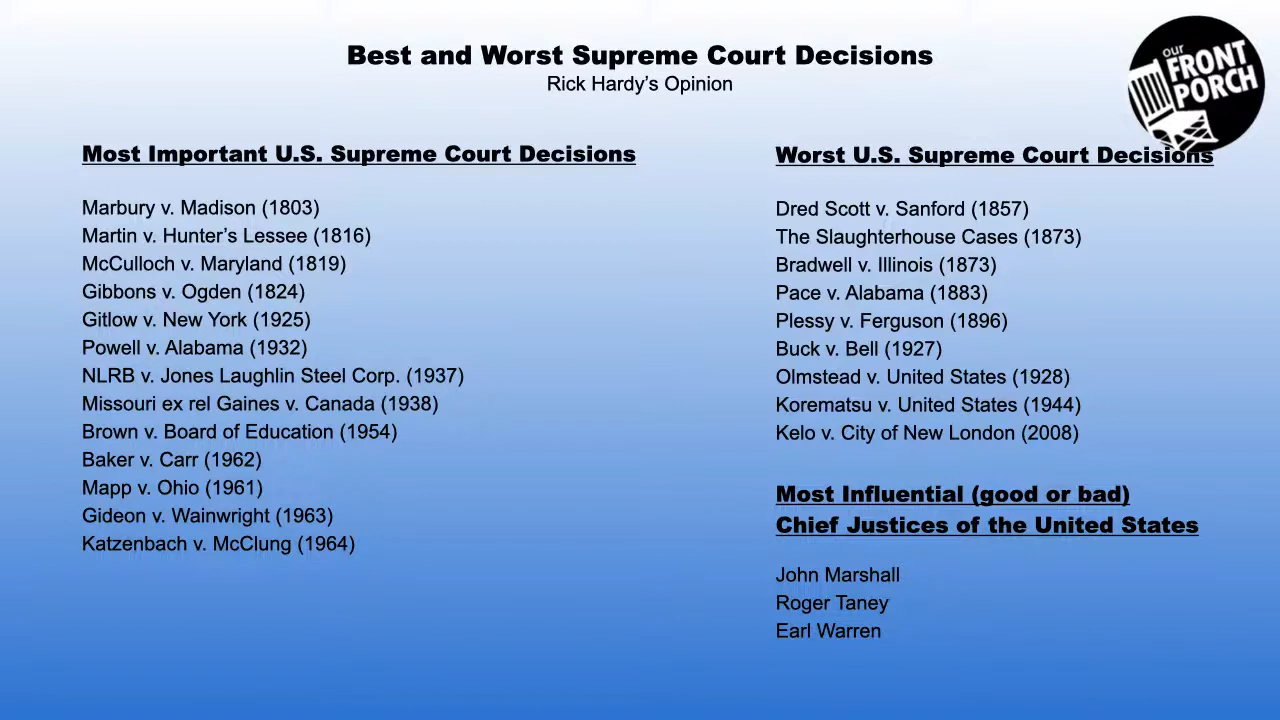 Best and Worst Supreme Court Decisions
Rick Hardy’s Opinion
our
FRONT
PORCH
Most Important U.S. Supreme Court Decisions
Marbury v. Madison (1803)
Martin v. Hunter’s Lessee (1816)
McCulloch v. Maryland (1819)
Gibbons v. Ogden (1824)
Gitlow v. New York (1925)
Powell v. Alabama (1932)
NLRB v. Jones Laughlin Steel Corp. (1937)
Missouri ex rel Gaines v. Canada (1938)
Brown v. Board of Education (1954)
Baker v. Carr (1962)
Mapp v. Ohio (1961)
Gideon v. Wainwright (1963)
Katzenbach v. McClung (1964)
Worst U.S. Supreme Court Decisions
Dred Scott v. Sanford (1857)
The Slaughterhouse Cases (1873)
Bradwell v. Illinois (1873)
Pace v. Alabama (1883)
Plessy v. Ferguson (1896)
Buck v. Bell (1927)
Olmstead v. United States (1928)
Korematsu v. United States (1944)
Kelo v. City of New London (2008)
Most Influential (good or bad)
Chief Justices of the United States
John Marshall
Roger Taney
Earl Warren